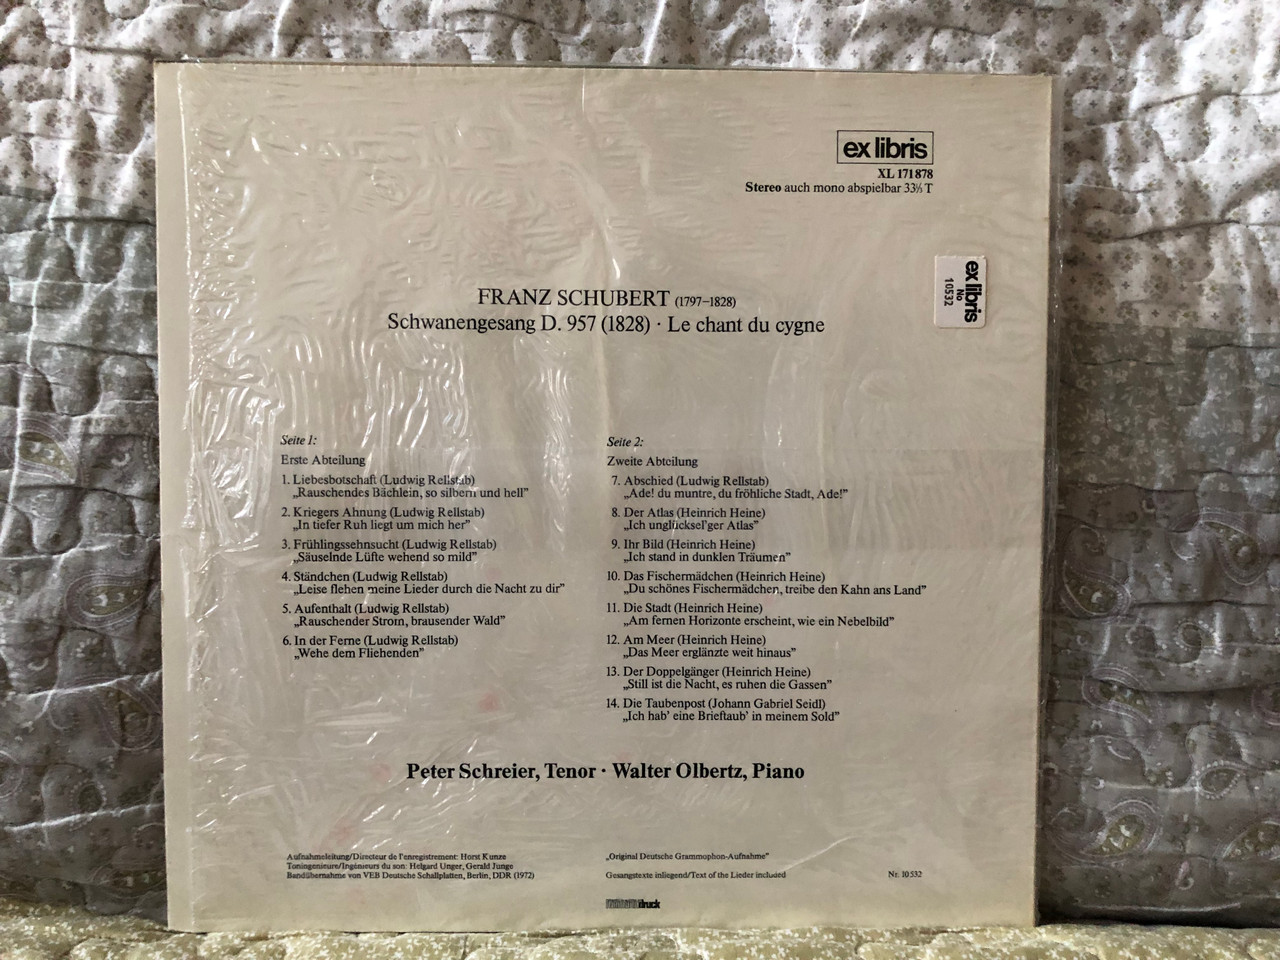 ex libris
XL 171 878
Stereo auch mono abspielbar 33⅓ T
ex libris
No
10532
FRANZ SCHUBERT (1797–1828)
Schwanengesang D. 957 (1828) · Le chant du cygne
Seite 1:
Erste Abteilung
1. Liebesbotschaft (Ludwig Rellstab)
„Rauschendes Bächlein, so silbern und hell”
2. Kriegers Ahnung (Ludwig Rellstab)
„In tiefer Ruh liegt um mich her”
3. Frühlingssehnsucht (Ludwig Rellstab)
„Säuselnde Lüfte wehend so mild”
4. Ständchen (Ludwig Rellstab)
„Leise flehen meine Lieder durch die Nacht zu dir”
5. Aufenthalt (Ludwig Rellstab)
„Rauschender Strom, brausender Wald”
6. In der Ferne (Ludwig Rellstab)
„Wehe dem Fliehenden”
Seite 2:
Zweite Abteilung
7. Abschied (Ludwig Rellstab)
„Ade! du muntre, du fröhliche Stadt, Ade!”
8. Der Atlas (Heinrich Heine)
„Ich unglücksel'ger Atlas”
9. Ihr Bild (Heinrich Heine)
„Ich stand in dunklen Träumen”
10. Das Fischermädchen (Heinrich Heine)
„Du schönes Fischermädchen, treibe den Kahn ans Land”
11. Die Stadt (Heinrich Heine)
„Am fernen Horizonte erscheint, wie ein Nebelbild”
12. Am Meer (Heinrich Heine)
„Das Meer erglänzte weit hinaus”
13. Der Doppelgänger (Heinrich Heine)
„Still ist die Nacht, es ruhen die Gassen”
14. Die Taubenpost (Johann Gabriel Seidl)
„Ich hab' eine Brieftaub' in meinem Sold”
Peter Schreier, Tenor · Walter Olbertz, Piano
Aufnahmeleitung/Directeur de l'enregistrement: Horst Kunze
Toningenieure/Ingénieurs du son: Helgard Unger, Gerald Junge
Bandübernahme von VEB Deutsche Schallplatten, Berlin, DDR (1972)
„Original Deutsche Grammophon-Aufnahme”
Gesangstexte inliegend/Text of the Lieder included
Nr. 10 532
druck